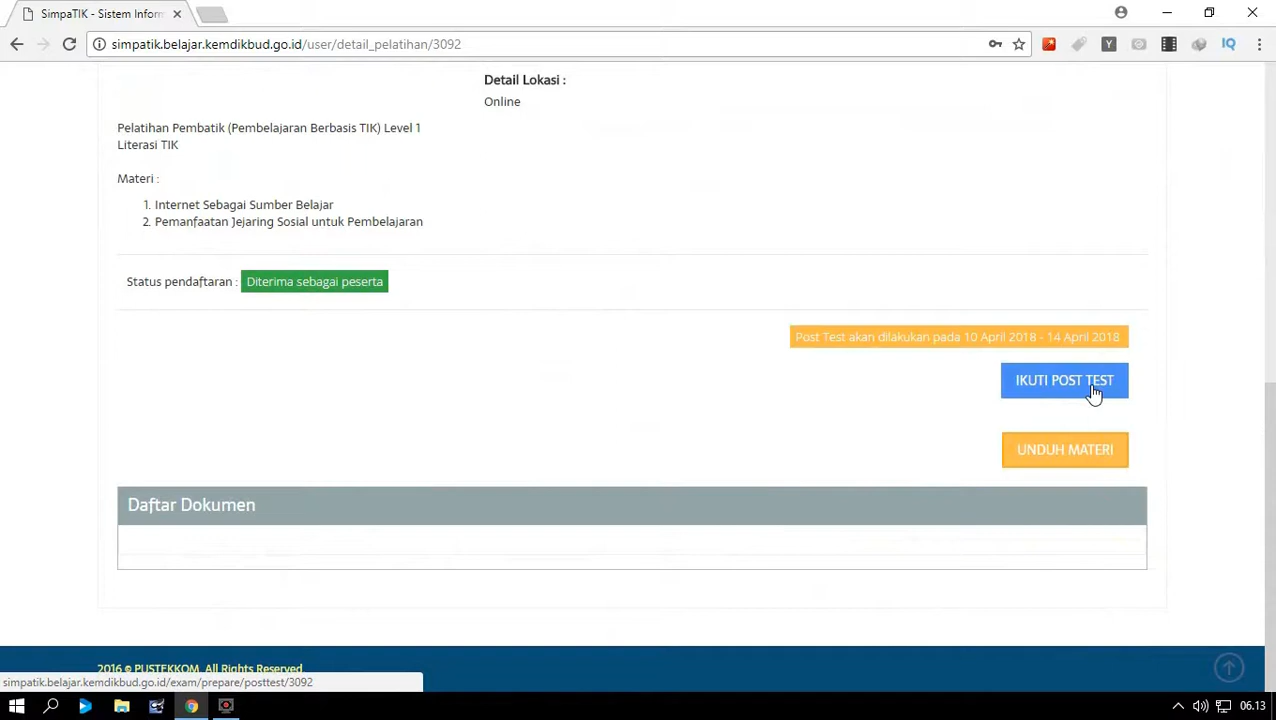 SimpaTIK - Sistem Inform
simpatik.belajar.kemdikbud.go.id/user/detail_pelatihan/3092
Y
IQ
Detail Lokasi :
Online
Pelatihan Pembatik (Pembelajaran Berbasis TIK) Level 1
Literasi TIK
Materi :
1. Internet Sebagai Sumber Belajar
2. Pemanfaatan Jejaring Sosial untuk Pembelajaran
Status pendaftaran : Diterima sebagai peserta
Post Test akan dilakukan pada 10 April 2018 - 14 April 2018
IKUTI POST TEST
UNDUH MATERI
Daftar Dokumen
2016 © PUSTEKKOM. All Rights Reserved
simpatik.belajar.kemdikbud.go.id/exam/prepare/posttest/3092
06.13